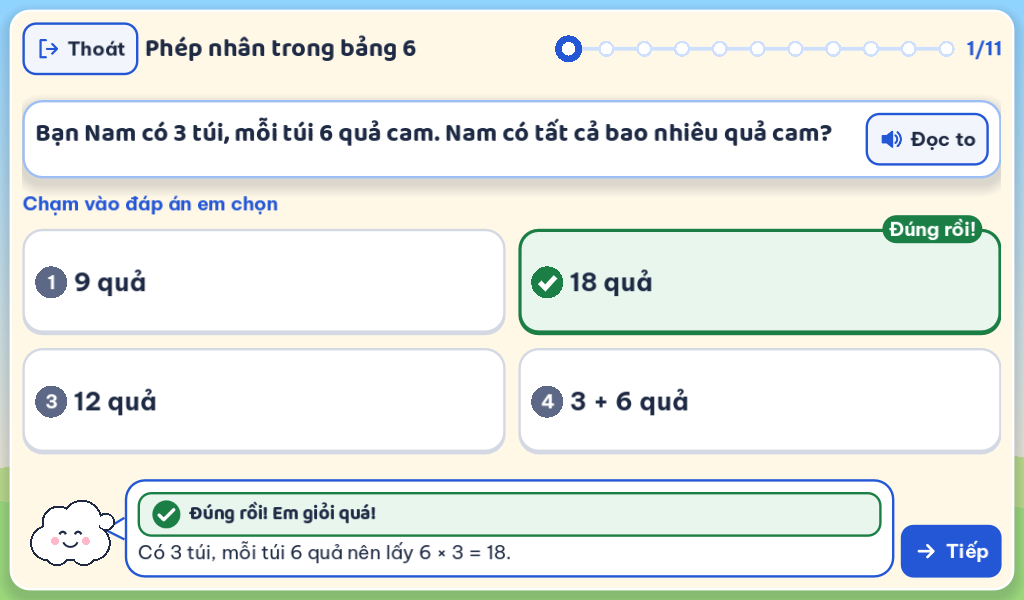 Thoát
Phép nhân trong bảng 6
1/11
Bạn Nam có 3 túi, mỗi túi 6 quả cam. Nam có tất cả bao nhiêu quả cam?
Đọc to
Chạm vào đáp án em chọn
1 9 quả
Đúng rồi!
18 quả
3 12 quả
4 3 + 6 quả
Đúng rồi! Em giỏi quá!
Có 3 túi, mỗi túi 6 quả nên lấy 6 × 3 = 18.
Tiếp